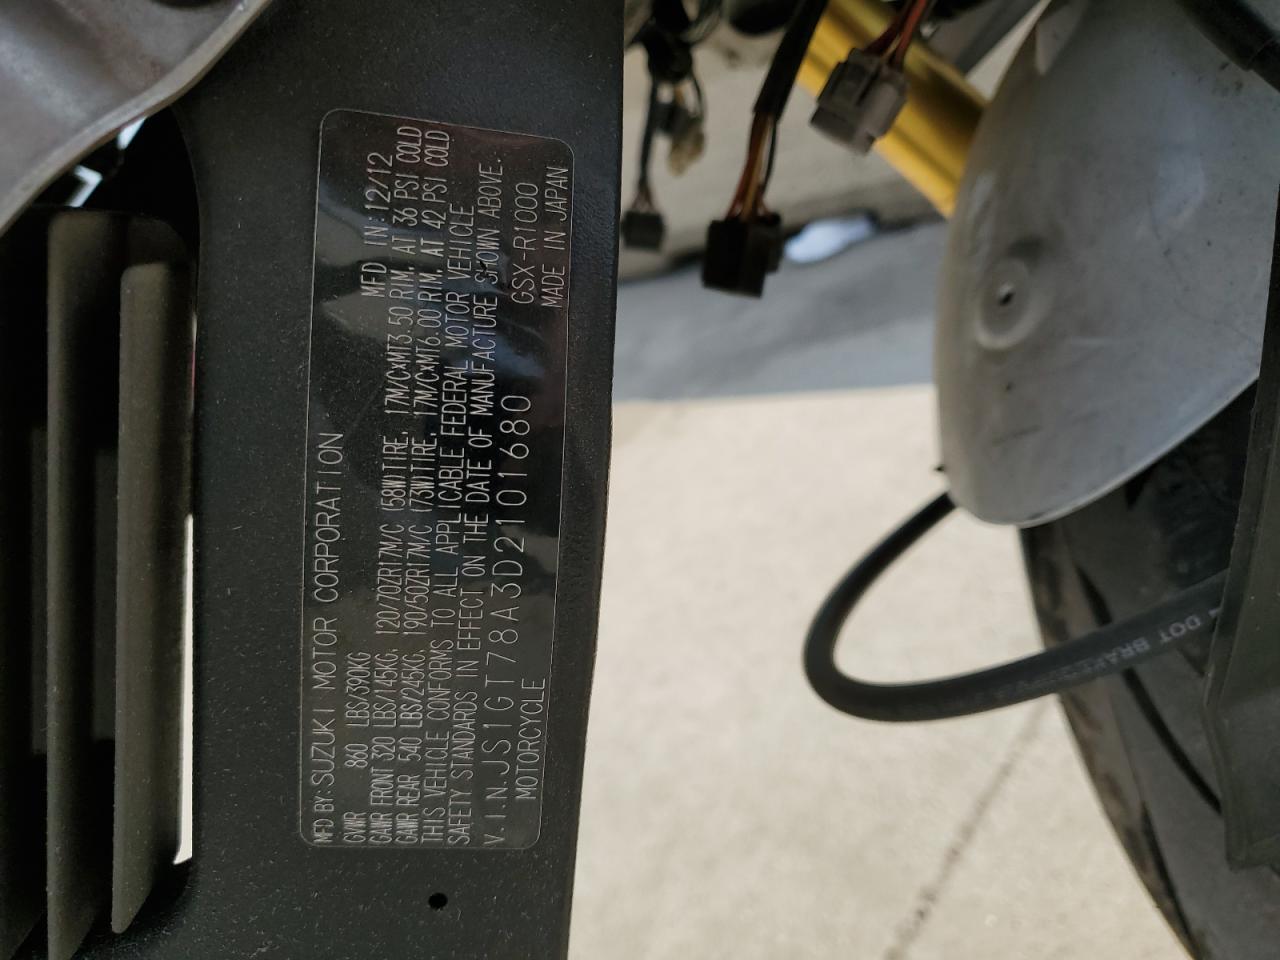 MFD BY:SUZUKI MOTOR CORPORATION
MFD IN:12/12
GVWR 860 LBS/390KG
GAWR FRONT 320 LBS/145KG, 120/70ZR17M/C (58W)TIRE, 17M/CxMT3.50 RIM, AT 36 PSI COLD
GAWR REAR 540 LBS/245KG, 190/50ZR17M/C (73W)TIRE, 17M/CxMT6.00 RIM, AT 42 PSI COLD
THIS VEHICLE CONFORMS TO ALL APPLICABLE FEDERAL MOTOR VEHICLE
SAFETY STANDARDS IN EFFECT ON THE DATE OF MANUFACTURE SHOWN ABOVE.
V.I.N.JS1GT78A3D2101680 GSX-R1000
MOTORCYCLE MADE IN JAPAN
DOT